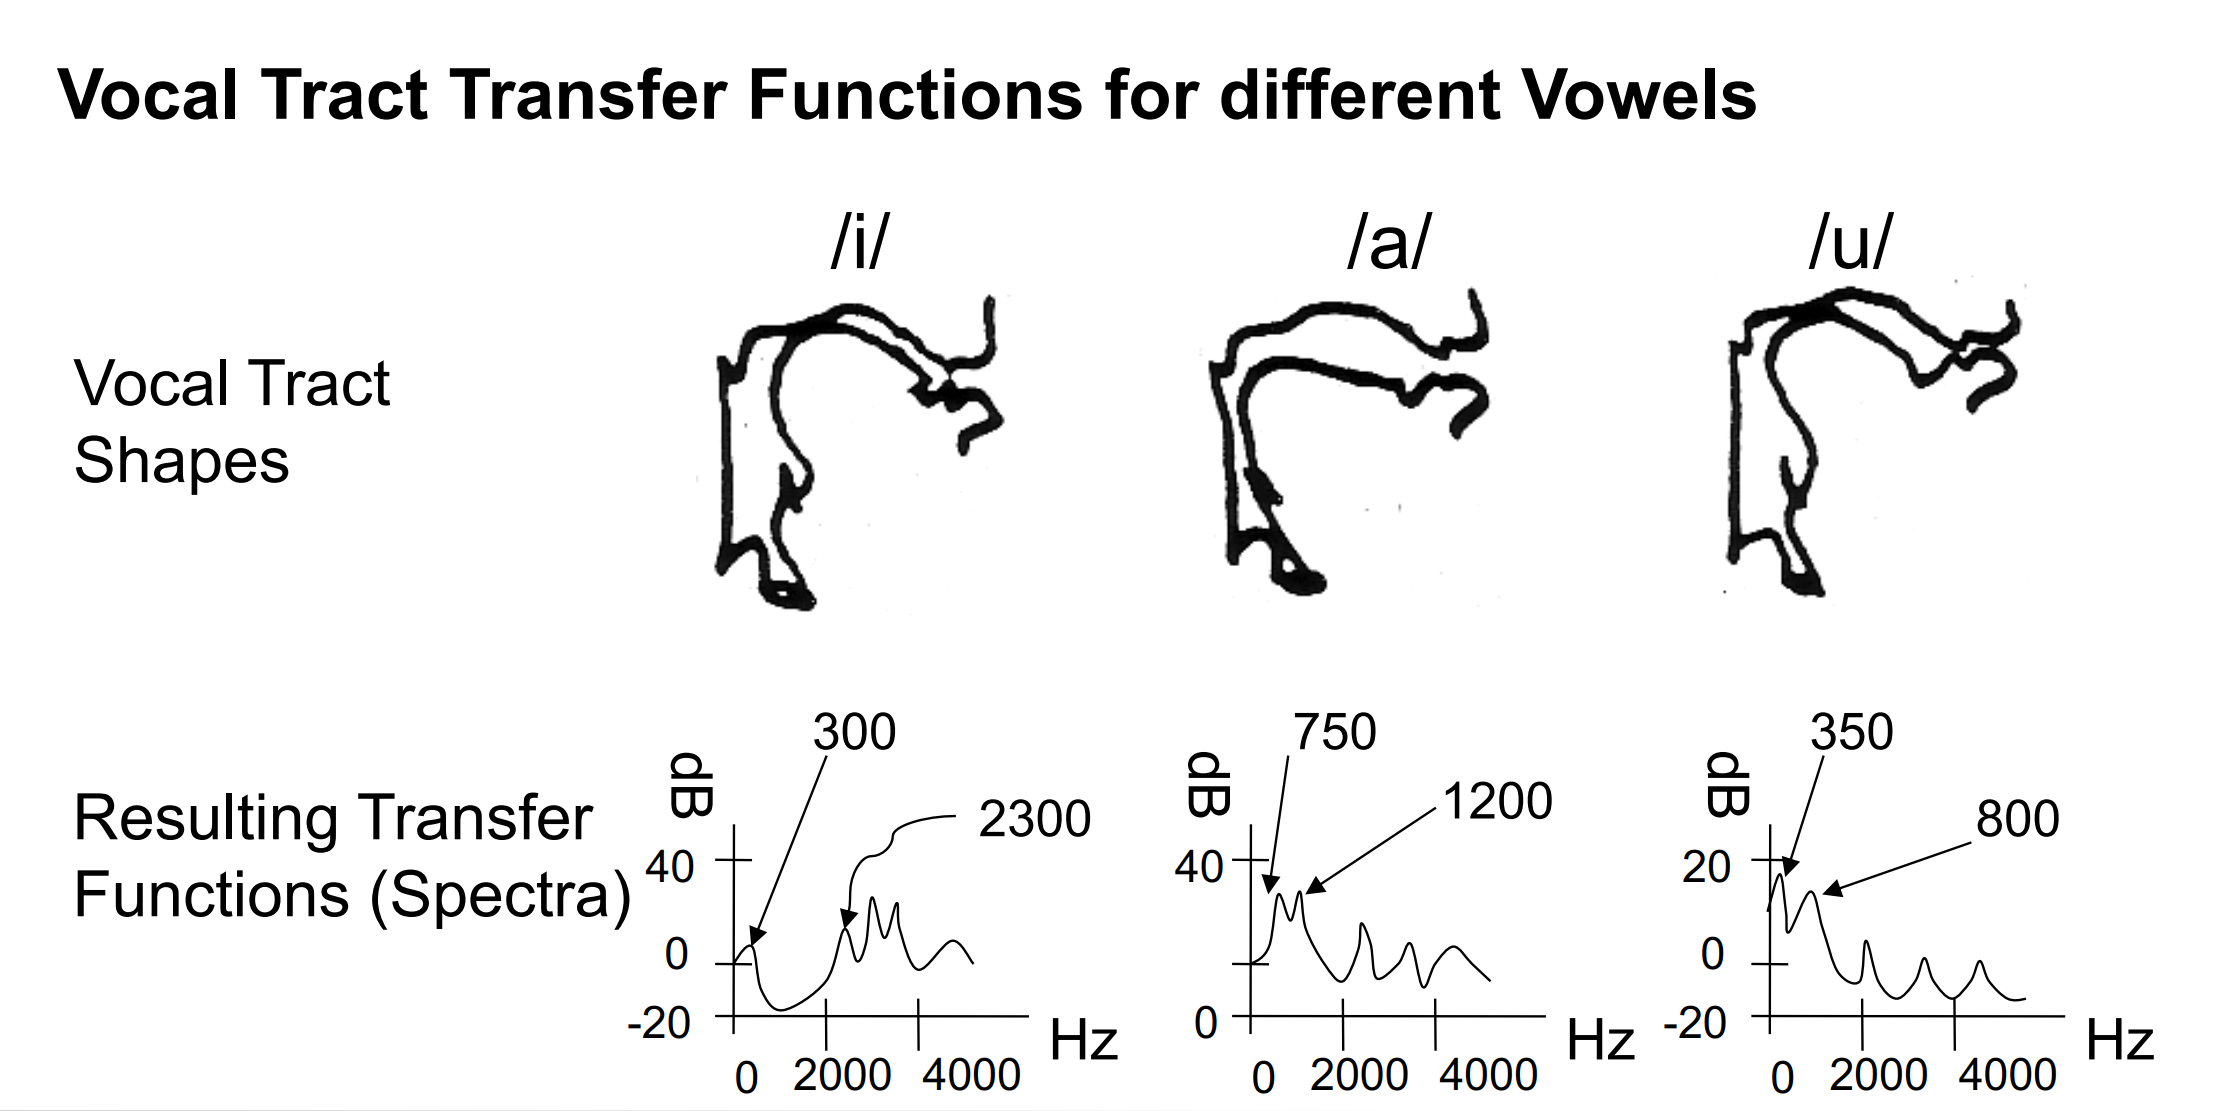 Vocal Tract Transfer Functions for different Vowels
/i/ /a/ /u/
Vocal Tract
Shapes
Resulting Transfer
Functions (Spectra)
300
2300
dB
40
0
-20
0 2000 4000
Hz
750
1200
dB
40
0
0 2000 4000
Hz
350
800
dB
20
0
-20
0 2000 4000
Hz